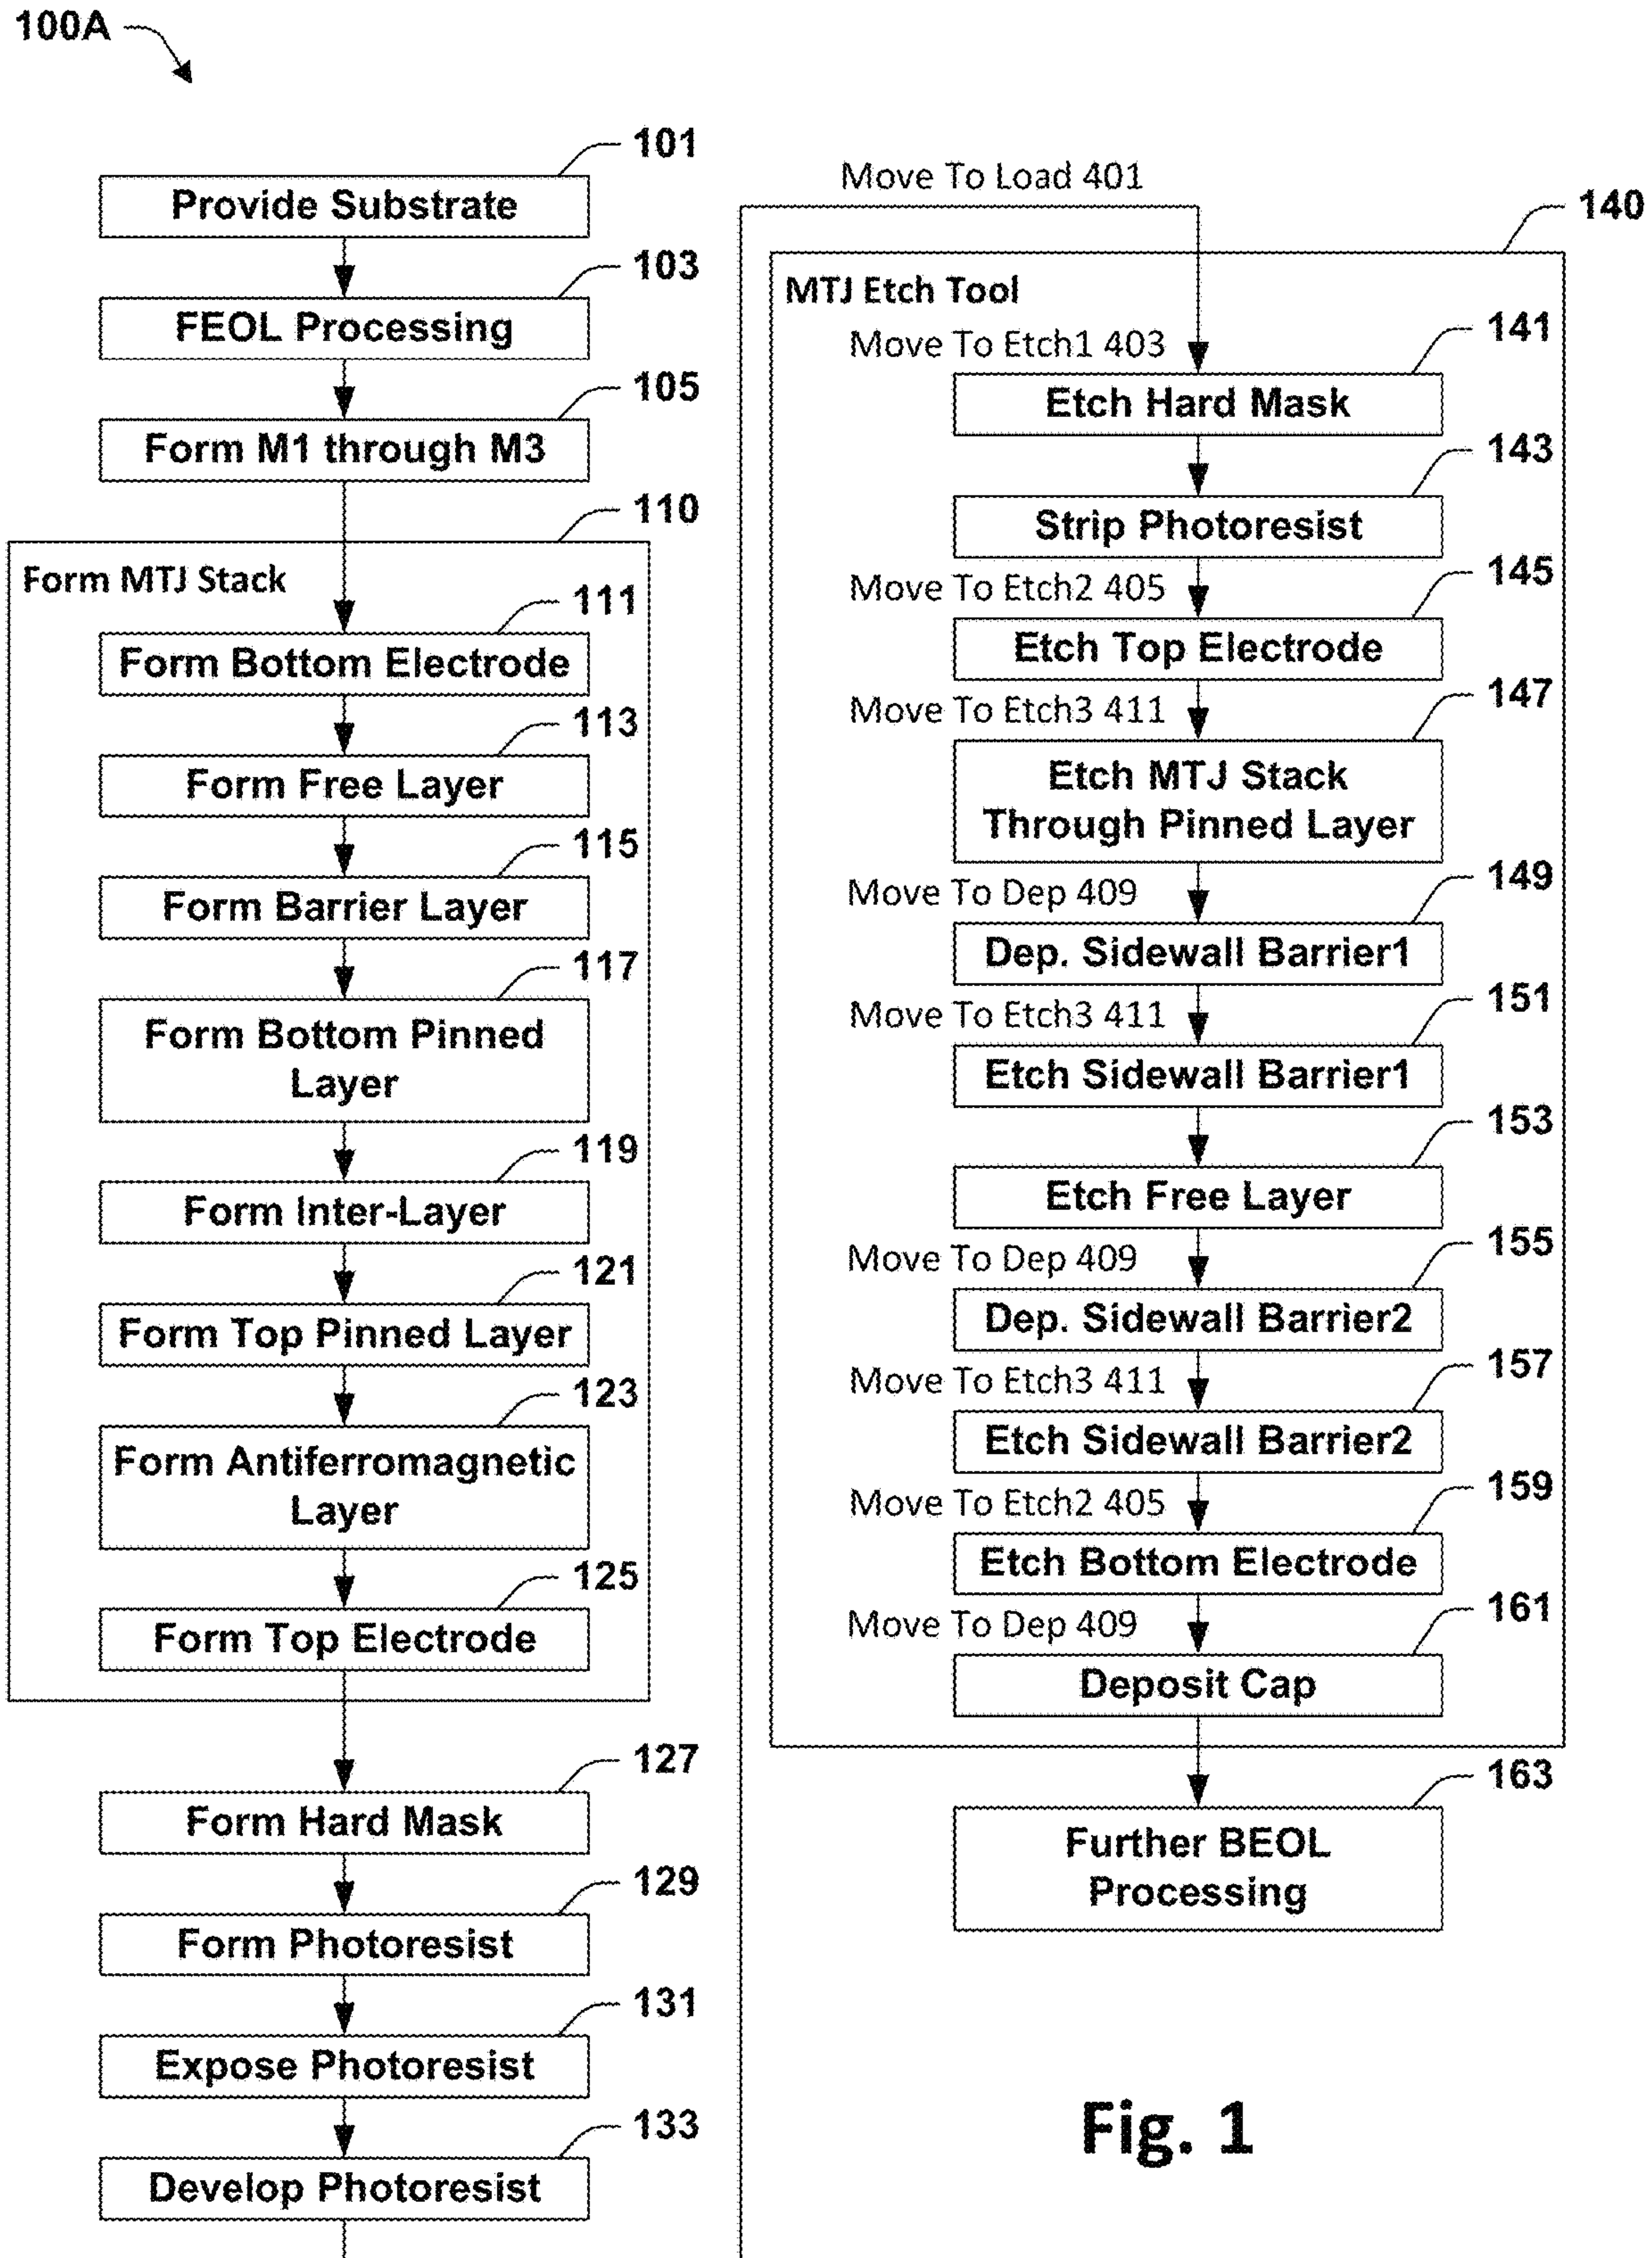 100A
101
Provide Substrate
103
FEOL Processing
105
Form M1 through M3
110
Form MTJ Stack
111
Form Bottom Electrode
113
Form Free Layer
115
Form Barrier Layer
117
Form Bottom Pinned
Layer
119
Form Inter-Layer
121
Form Top Pinned Layer
123
Form Antiferromagnetic
Layer
125
Form Top Electrode
127
Form Hard Mask
129
Form Photoresist
131
Expose Photoresist
133
Develop Photoresist
Move To Load 401
140
MTJ Etch Tool
Move To Etch1 403
141
Etch Hard Mask
143
Strip Photoresist
Move To Etch2 405
145
Etch Top Electrode
Move To Etch3 411
147
Etch MTJ Stack
Through Pinned Layer
Move To Dep 409
149
Dep. Sidewall Barrier1
Move To Etch3 411
151
Etch Sidewall Barrier1
153
Etch Free Layer
Move To Dep 409
155
Dep. Sidewall Barrier2
Move To Etch3 411
157
Etch Sidewall Barrier2
Move To Etch2 405
159
Etch Bottom Electrode
Move To Dep 409
161
Deposit Cap
163
Further BEOL
Processing
Fig. 1